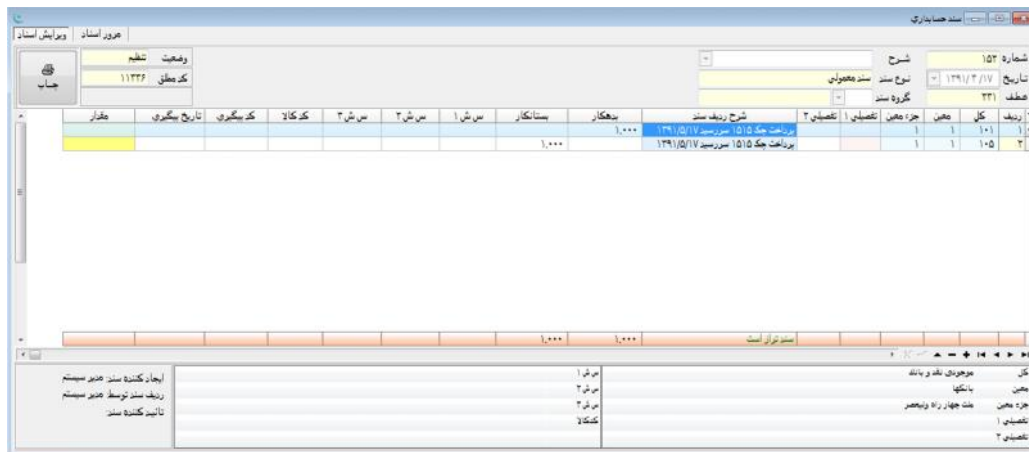 سند حسابداری
مرور اسناد
ویرایش اسناد
شماره ۱۵۲
شرح
وضعیت تنظیم
چاپ
تاریخ ۱۳۹۱/۴/۱۷
نوع سند سند معمولی
کد مطلق ۱۱۳۳۶
عطف ۲۳۱
گروه سند
ردیف کل معین جزء معین تفصیلی ۱ تفصیلی ۲ شرح ردیف سند بدهکار بستانکار س ش ۱ س ش ۲ س ش ۳ کد کالا کد پیگیری تاریخ پیگیری مقدار
۱ ۱۰۱ ۱ ۱ پرداخت چک ۱۵۱۵ سررسید ۱۳۹۱/۵/۱۷ ۱,۰۰۰
۲ ۱۰۵ ۱ ۱ پرداخت چک ۱۵۱۵ سررسید ۱۳۹۱/۵/۱۷ ۱,۰۰۰
سند تراز است ۱,۰۰۰ ۱,۰۰۰
کل موجودی نقد و بانک
معین بانکها
جزء معین ملت چهار راه ولیعصر
تفصیلی ۱
تفصیلی ۲
س ش ۱
س ش ۲
س ش ۳
کدکالا
ایجاد کننده سند: مدیر سیستم
ردیف سند توسط: مدیر سیستم
تائید کننده سند: